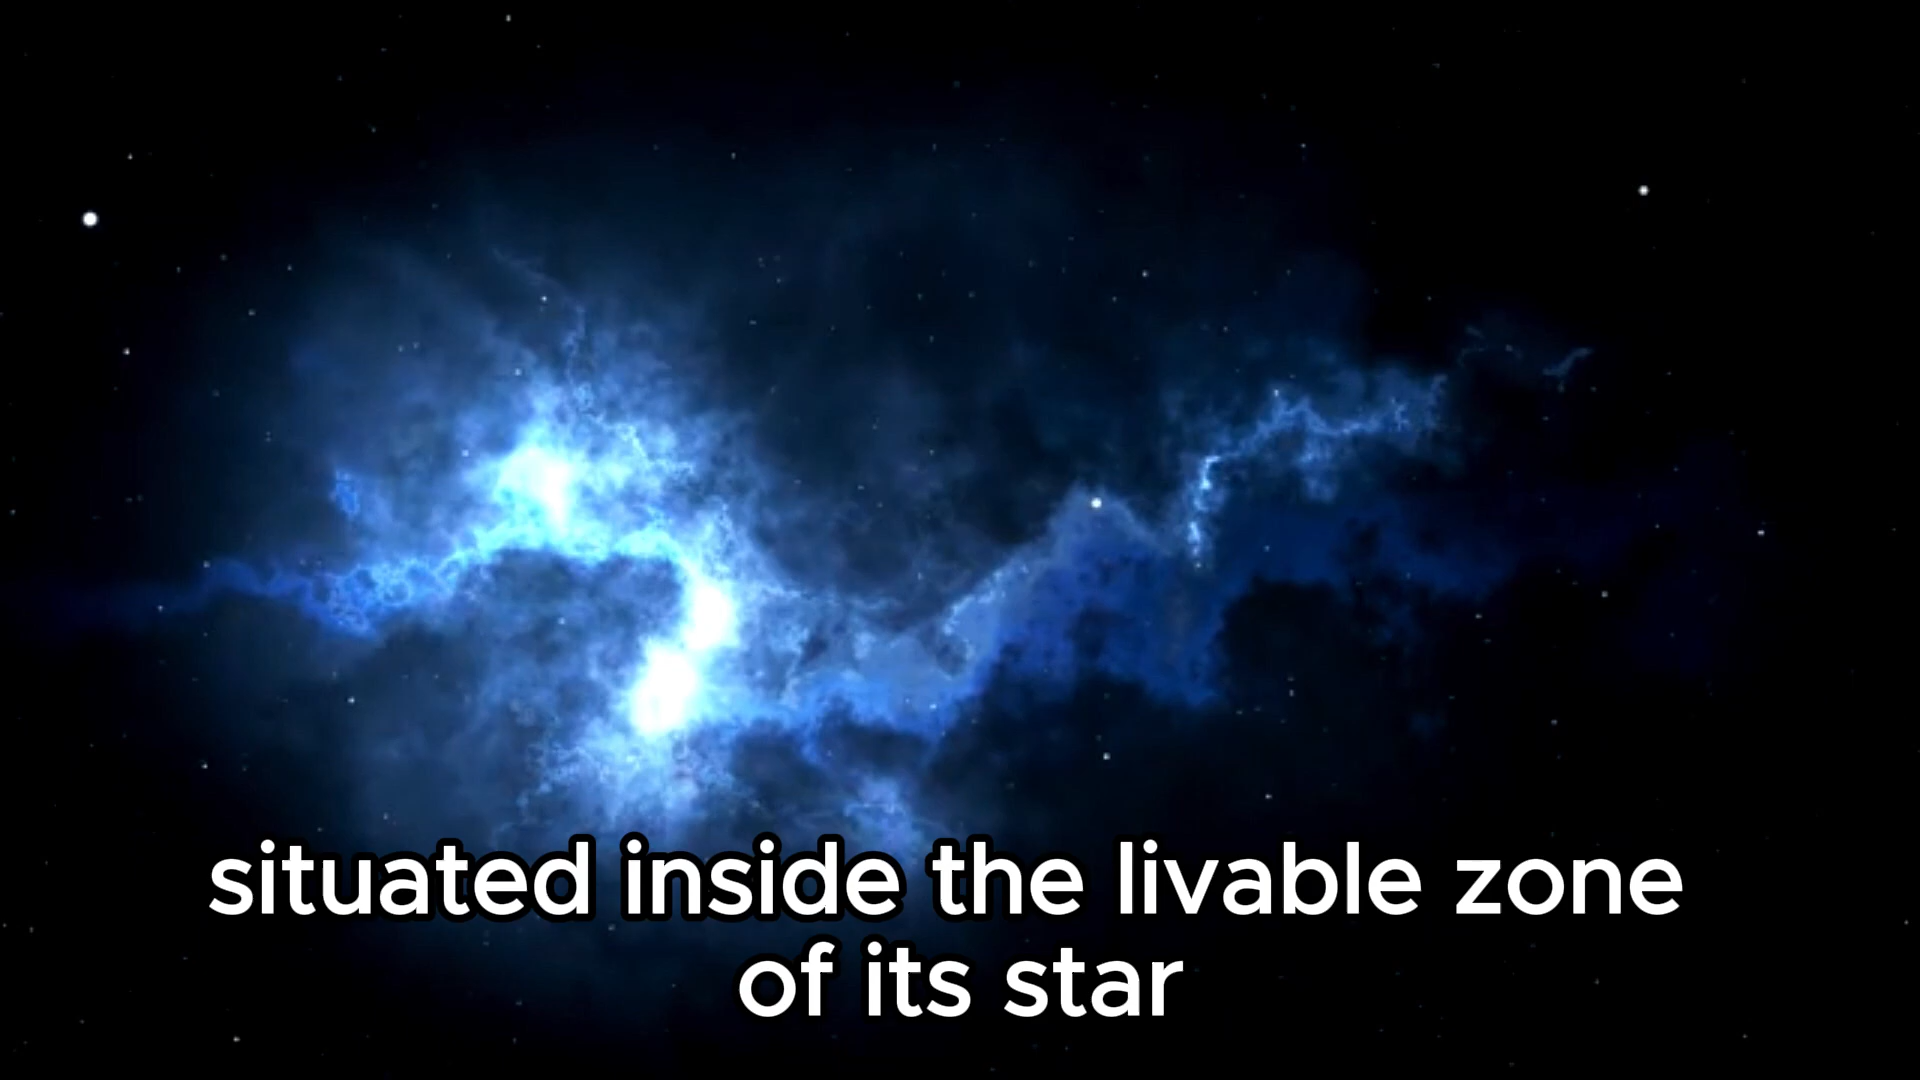 situated inside the livable zone
of its star